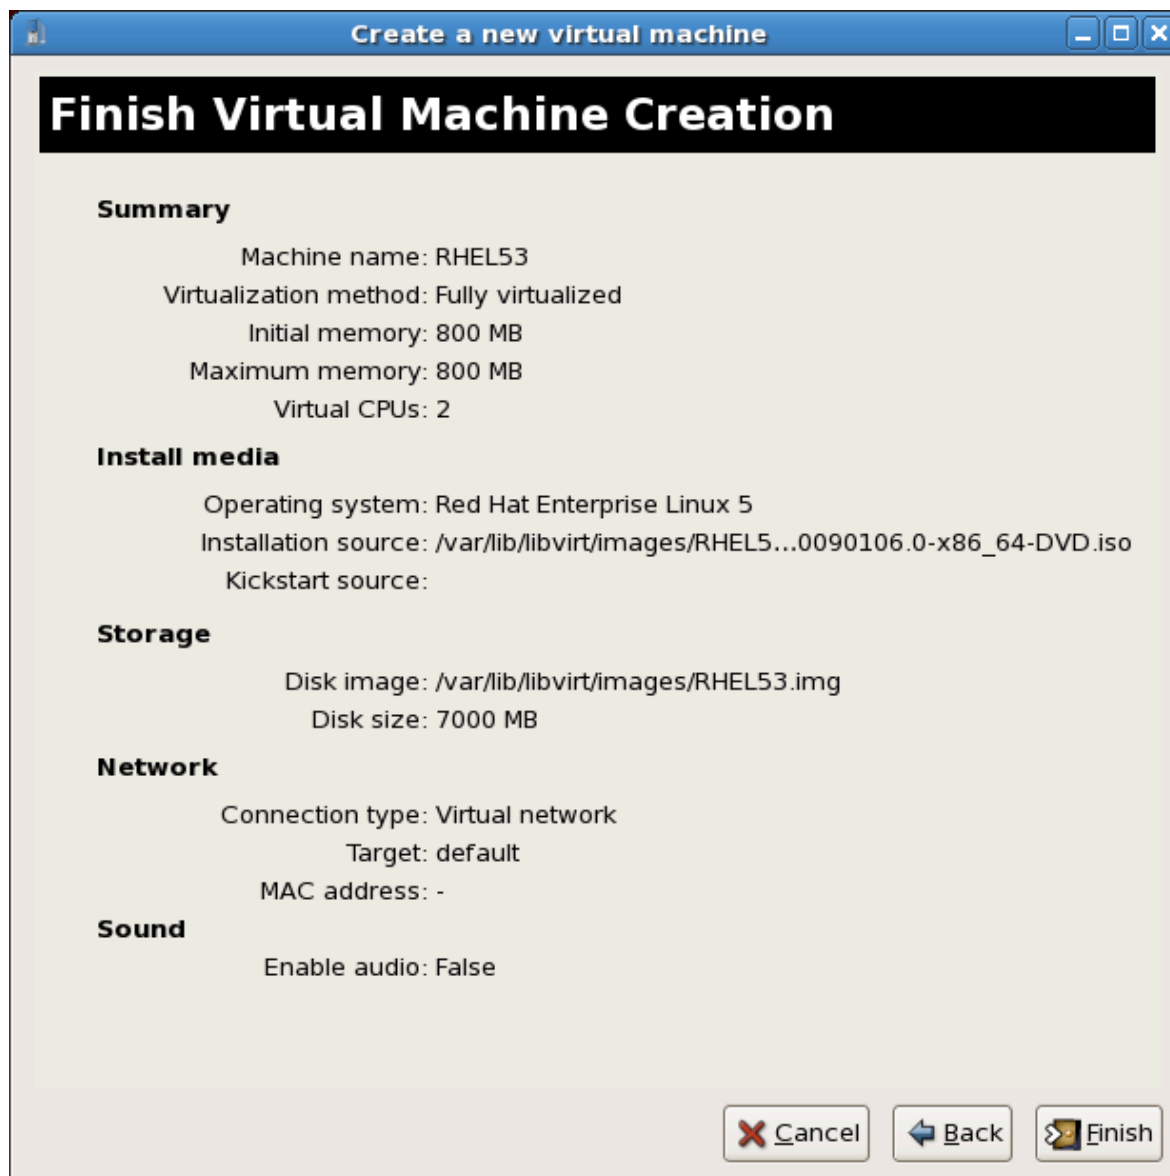 Create a new virtual machine
Finish Virtual Machine Creation
Summary
Machine name: RHEL53
Virtualization method: Fully virtualized
Initial memory: 800 MB
Maximum memory: 800 MB
Virtual CPUs: 2
Install media
Operating system: Red Hat Enterprise Linux 5
Installation source: /var/lib/libvirt/images/RHEL5...0090106.0-x86_64-DVD.iso
Kickstart source:
Storage
Disk image: /var/lib/libvirt/images/RHEL53.img
Disk size: 7000 MB
Network
Connection type: Virtual network
Target: default
MAC address: -
Sound
Enable audio: False
Cancel Back Finish